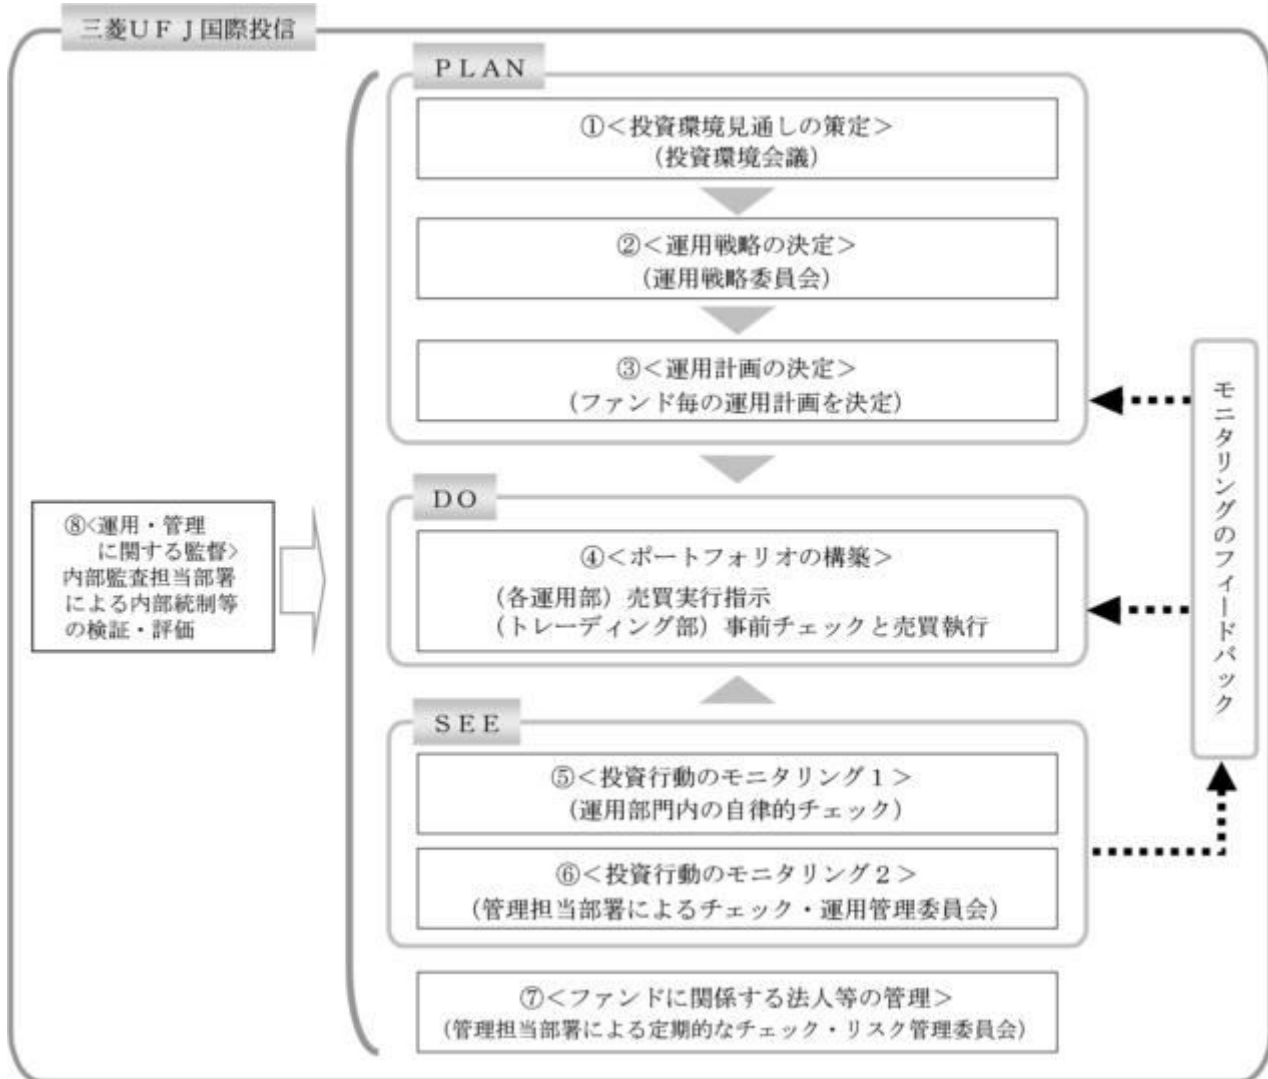 三菱ＵＦＪ国際投信
ＰＬＡＮ
①＜投資環境見通しの策定＞
（投資環境会議）
②＜運用戦略の決定＞
（運用戦略委員会）
③＜運用計画の決定＞
（ファンド毎の運用計画を決定）
ＤＯ
④＜ポートフォリオの構築＞
（各運用部）売買実行指示
（トレーディング部）事前チェックと売買執行
ＳＥＥ
⑤＜投資行動のモニタリング１＞
（運用部門内の自律的チェック）
⑥＜投資行動のモニタリング２＞
（管理担当部署によるチェック・運用管理委員会）
⑦＜ファンドに関係する法人等の管理＞
（管理担当部署による定期的なチェック・リスク管理委員会）
⑧<運用・管理
に関する監督>
内部監査担当部署
による内部統制等
の検証・評価
モニタリングのフィードバック